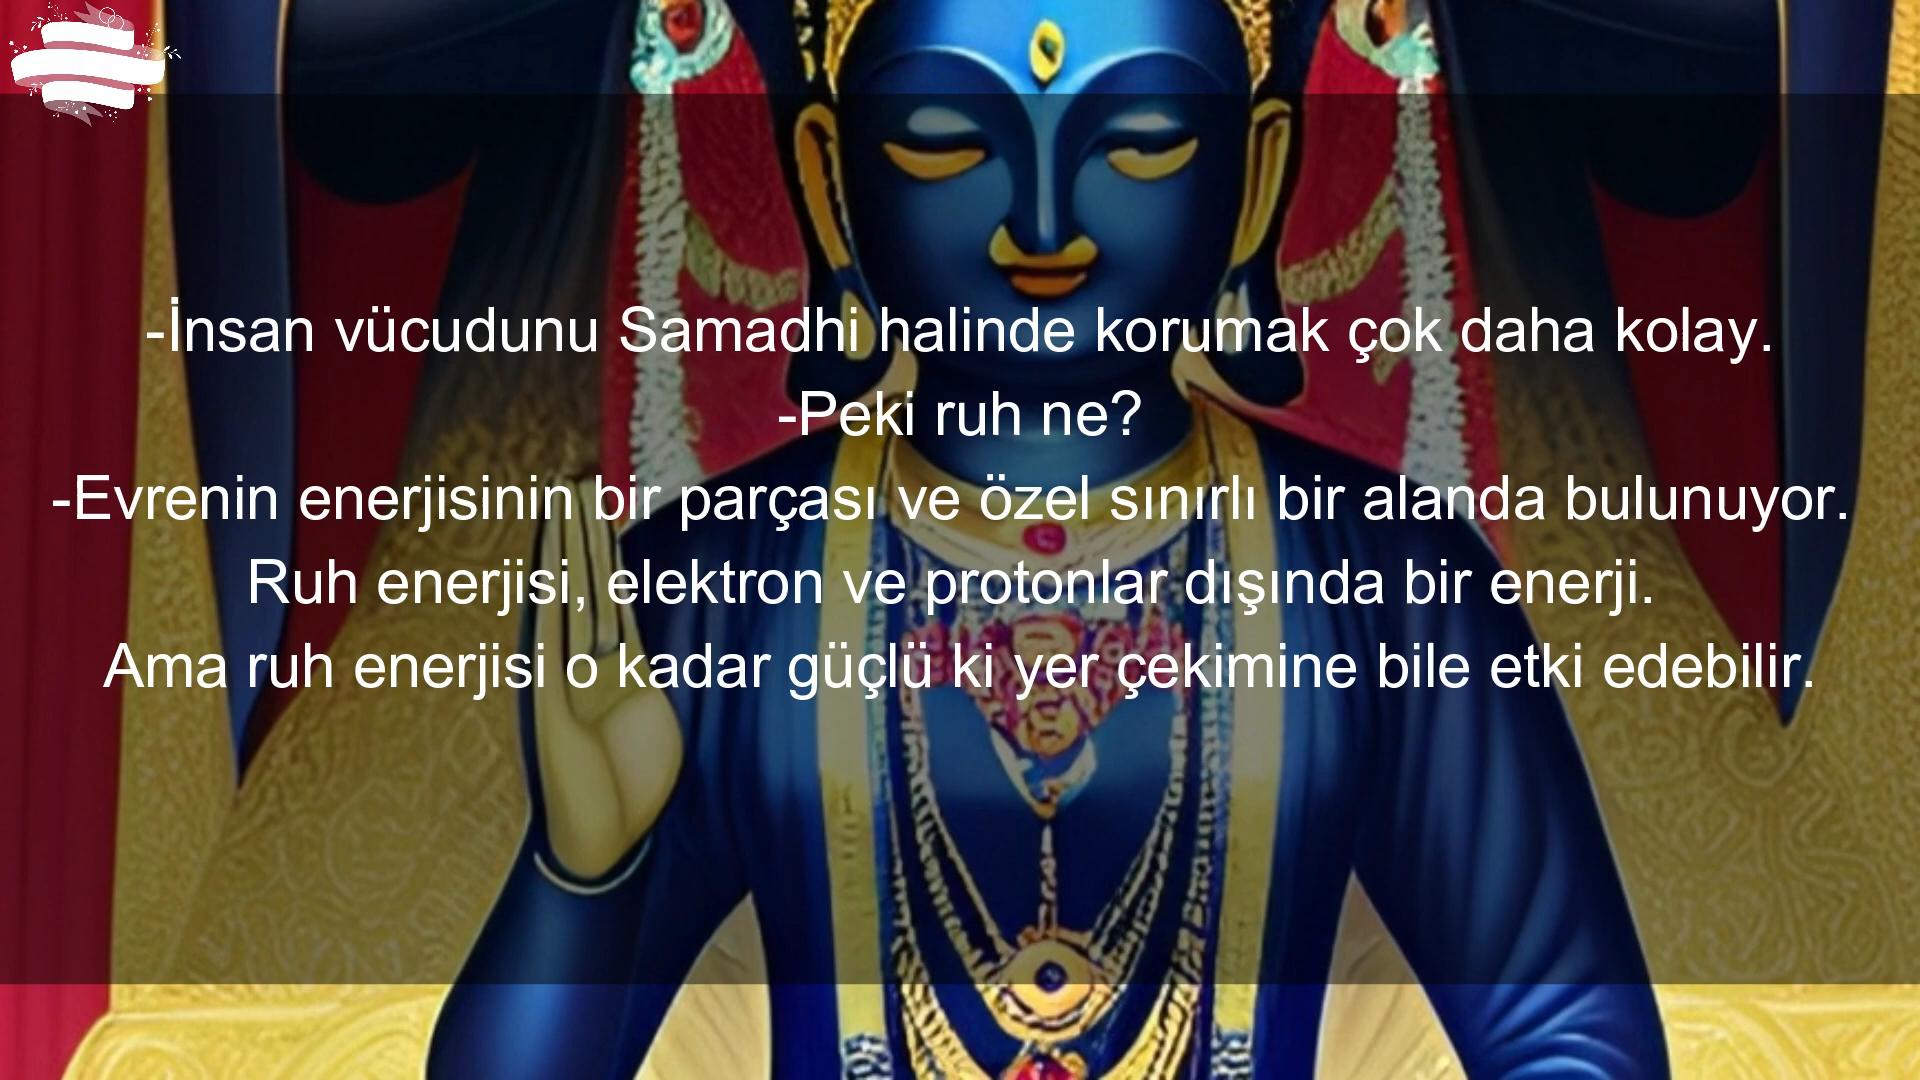 -İnsan vücudunu Samadhi halinde korumak çok daha kolay.
-Peki ruh ne?
-Evrenin enerjisinin bir parçası ve özel sınırlı bir alanda bulunuyor.
Ruh enerjisi, elektron ve protonlar dışında bir enerji.
Ama ruh enerjisi o kadar güçlü ki yer çekimine bile etki edebilir.